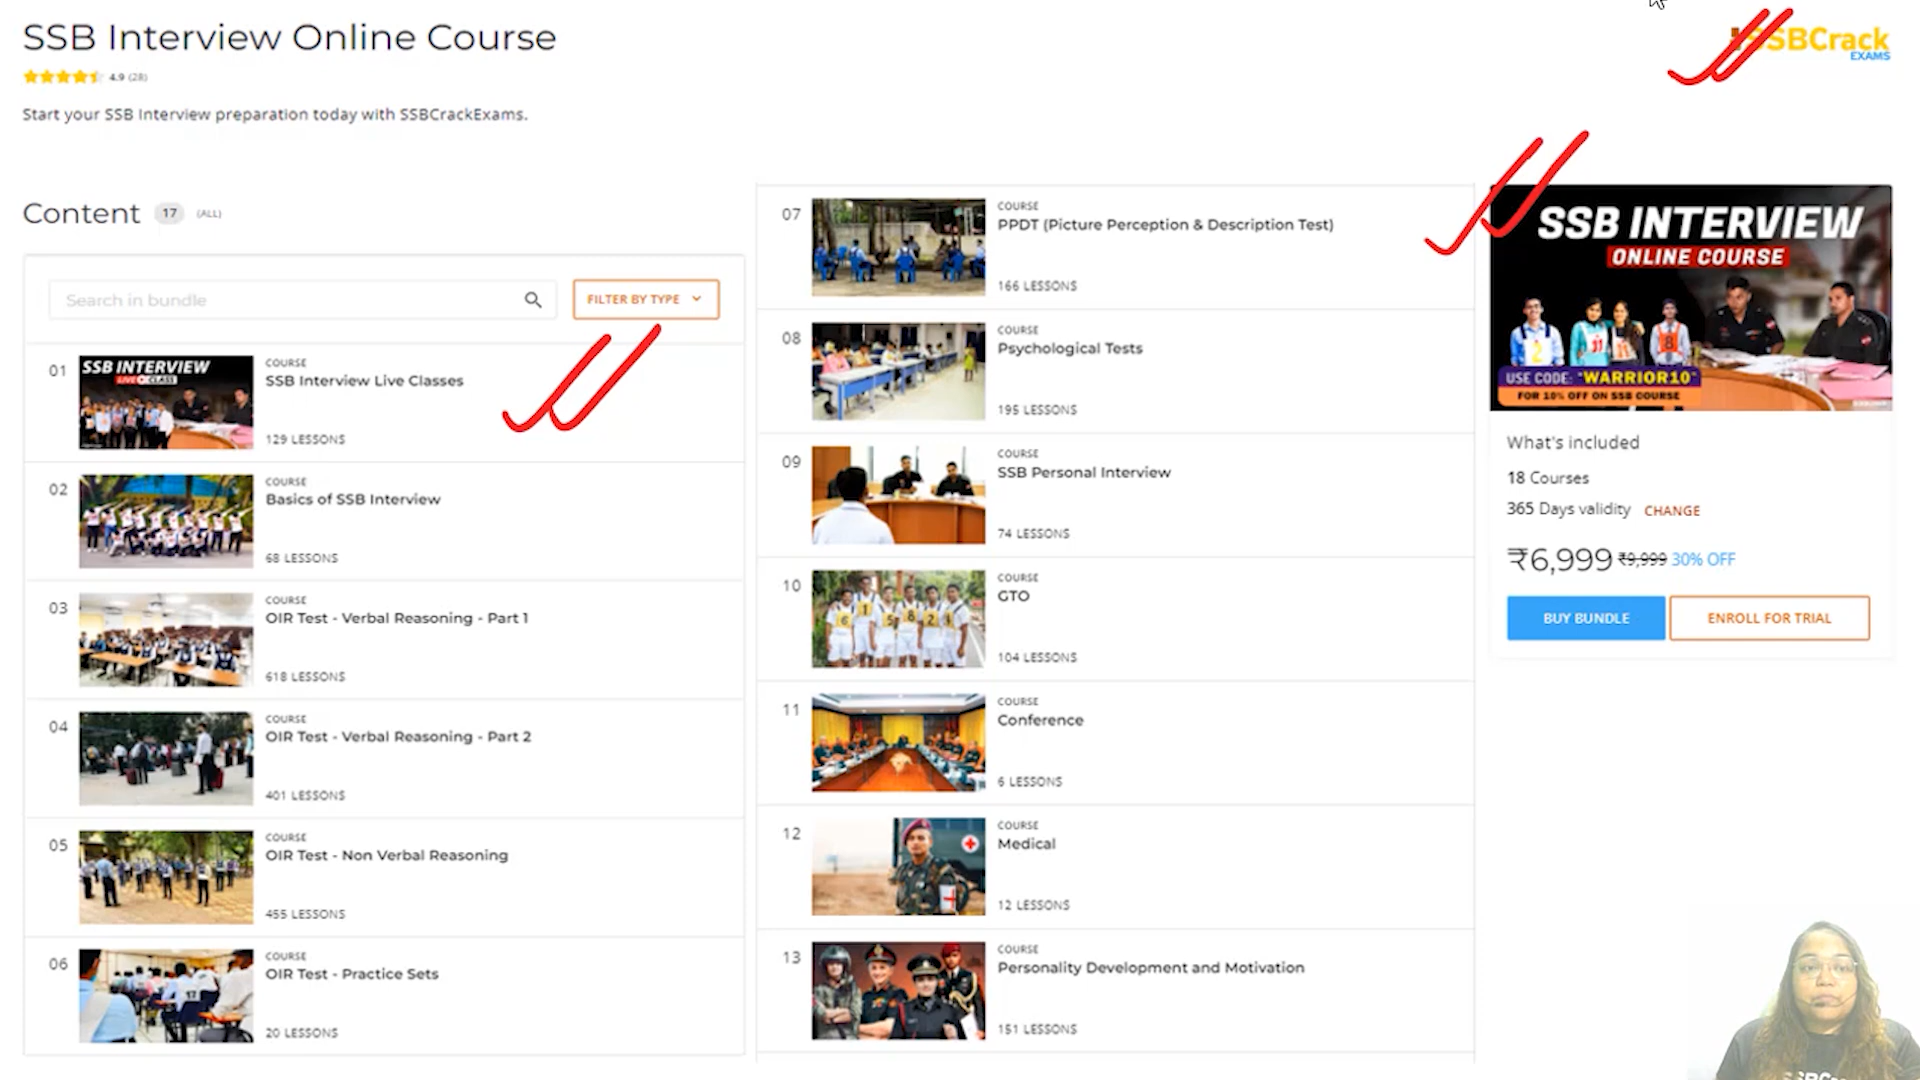 SSB Interview Online Course
4.9 (28)
Start your SSB Interview preparation today with SSBCrackExams.
SSBCrack
EXAMS
Content 17 (ALL)
Search in bundle
FILTER BY TYPE
01
SSB INTERVIEW
LIVE CLASS
COURSE
SSB Interview Live Classes
129 LESSONS
02
COURSE
Basics of SSB Interview
68 LESSONS
03
COURSE
OIR Test - Verbal Reasoning - Part 1
618 LESSONS
04
COURSE
OIR Test - Verbal Reasoning - Part 2
401 LESSONS
05
COURSE
OIR Test - Non Verbal Reasoning
455 LESSONS
06
COURSE
OIR Test - Practice Sets
20 LESSONS
07
COURSE
PPDT (Picture Perception & Description Test)
166 LESSONS
08
COURSE
Psychological Tests
195 LESSONS
09
COURSE
SSB Personal Interview
74 LESSONS
10
COURSE
GTO
104 LESSONS
11
COURSE
Conference
6 LESSONS
12
COURSE
Medical
12 LESSONS
13
COURSE
Personality Development and Motivation
151 LESSONS
SSB INTERVIEW
ONLINE COURSE
USE CODE: "WARRIOR10"
FOR 10% OFF ON SSB COURSE
What's included
18 Courses
365 Days validity CHANGE
₹6,999 ₹9,999 30% OFF
BUY BUNDLE
ENROLL FOR TRIAL